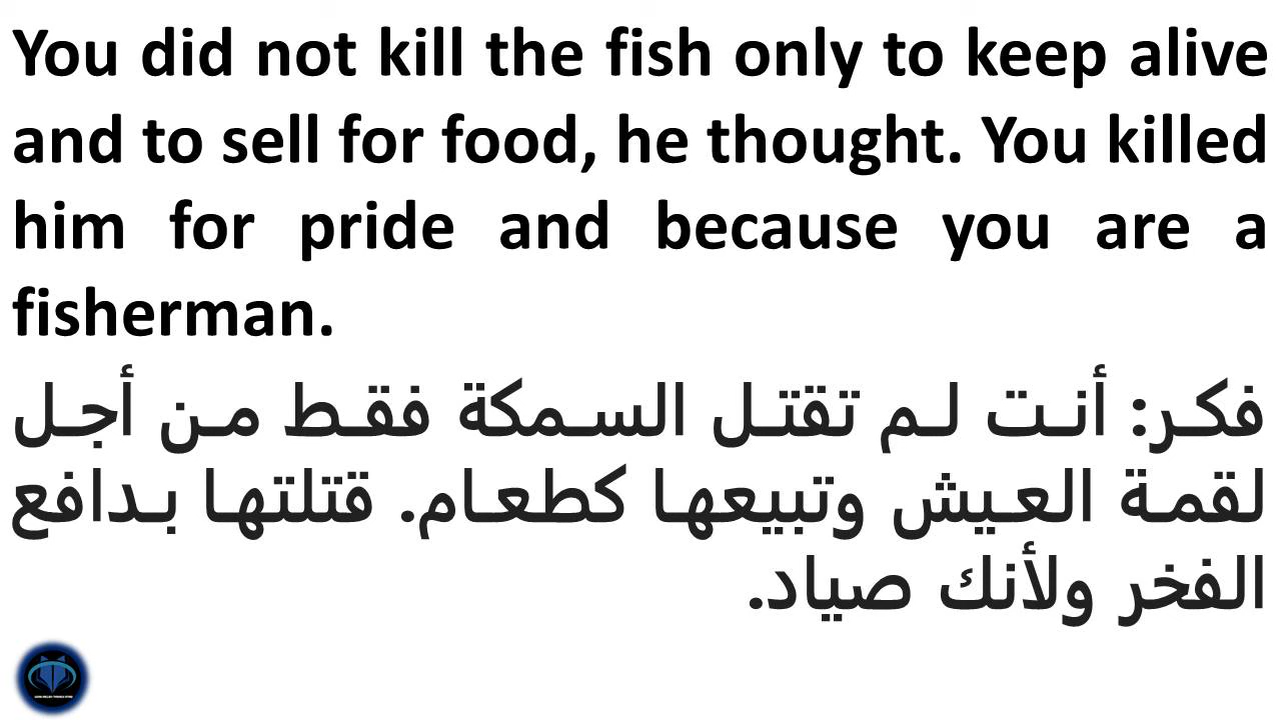 You did not kill the fish only to keep alive
and to sell for food, he thought. You killed
him for pride and because you are a
fisherman.
فكر: أنت لم تقتل السمكة فقط من أجل
لقمة العيش وتبيعها كطعام. قتلتها بدافع
الفخر ولأنك صياد.